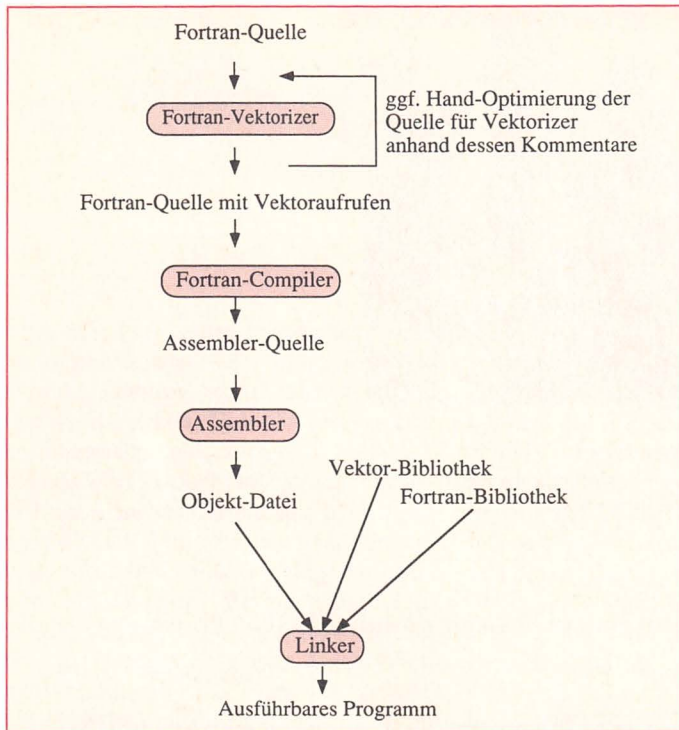 Fortran-Quelle
Fortran-Vektorizer
ggf. Hand-Optimierung der
Quelle für Vektorizer
anhand dessen Kommentare
Fortran-Quelle mit Vektoraufrufen
Fortran-Compiler
Assembler-Quelle
Assembler
Objekt-Datei
Vektor-Bibliothek
Fortran-Bibliothek
Linker
Ausführbares Programm